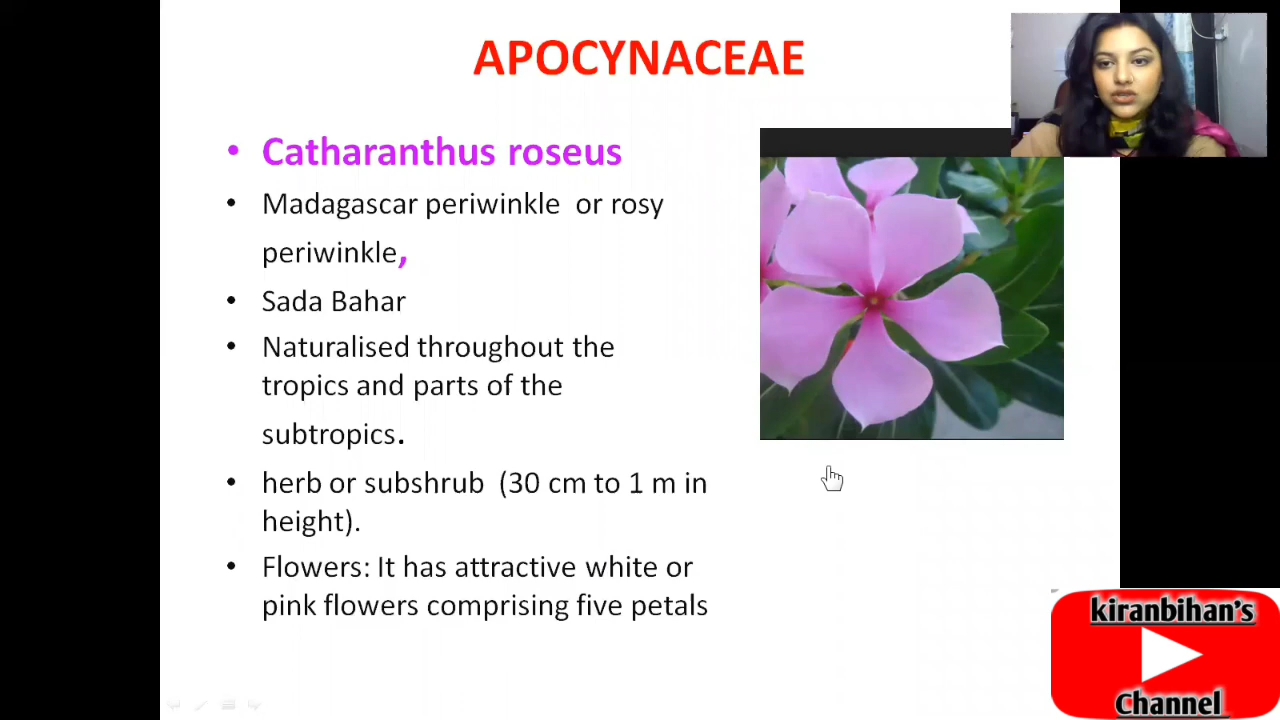 APOCYNACEAE
• Catharanthus roseus
• Madagascar periwinkle or rosy
periwinkle,
• Sada Bahar
• Naturalised throughout the
tropics and parts of the
subtropics.
• herb or subshrub (30 cm to 1 m in
height).
• Flowers: It has attractive white or
pink flowers comprising five petals
kiranbihan's
Channel